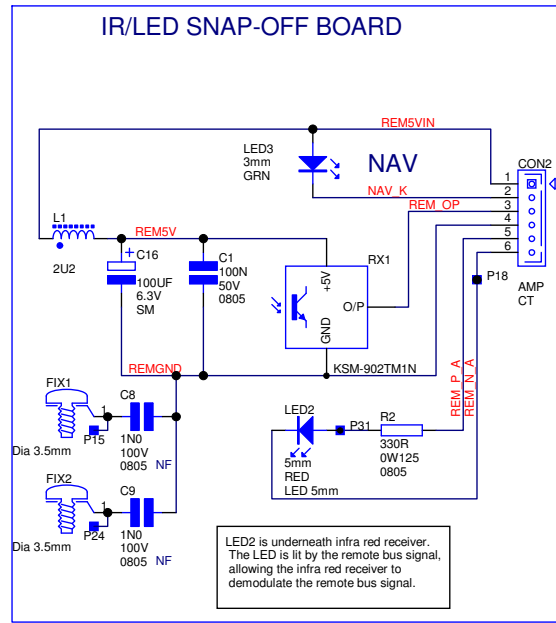 IR/LED SNAP-OFF BOARD
REM5VIN
LED3
3mm
GRN
NAV
CON2
1
2
3
4
5
6
NAV_K
REM_OP
L1
2U2
REM5V
+
C16
100UF
6.3V
SM
C1
100N
50V
0805
RX1
+5V
O/P
GND
KSM-902TM1N
P18
AMP
CT
REMGND
REM_P_A
REM_N_A
FIX1
1
P15
Dia 3.5mm
C8
1N0
100V
0805 NF
LED2
5mm
RED
LED 5mm
P31
R2
330R
0W125
0805
FIX2
1
P24
Dia 3.5mm
C9
1N0
100V
0805 NF
LED2 is underneath infra red receiver.
The LED is lit by the remote bus signal,
allowing the infra red receiver to
demodulate the remote bus signal.